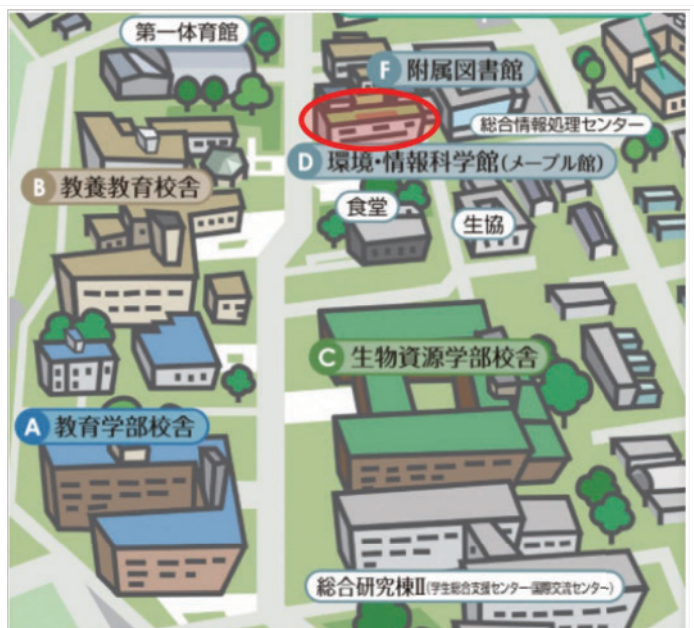 第一体育館
F 附属図書館
総合情報処理センター
D 環境・情報科学館(メープル館)
B 教養教育校舎
食堂
生協
C 生物資源学部校舎
A 教育学部校舎
総合研究棟Ⅱ(学生総合支援センター・国際交流センター)